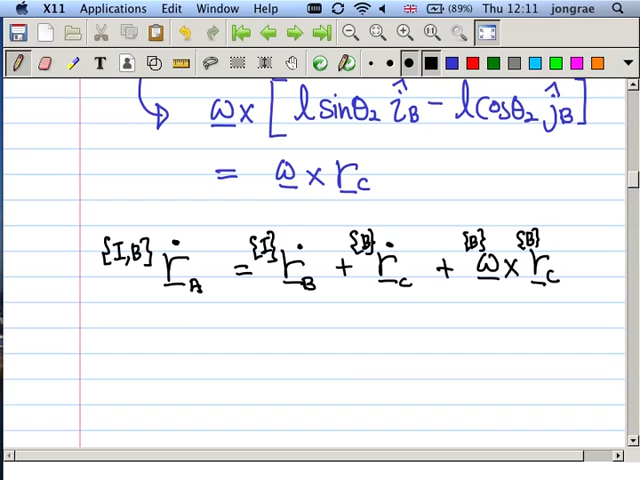 X11 Applications Edit Window Help (89%) Thu 12:11 jongrae
T
ω × [ l sinθ₂ î_B − l cosθ₂ ĵ_B ]
= ω × r_C
{I,B} ṙ_A = {I} ṙ_B + {B} ṙ_C + {B} ω × {B} r_C